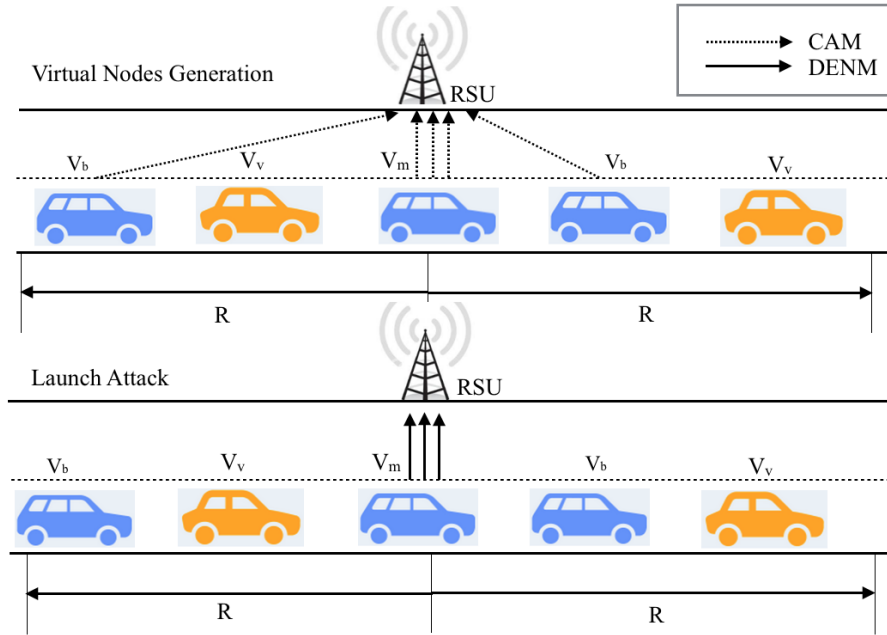 CAM
DENM
Virtual Nodes Generation
RSU
Vb Vv Vm Vb Vv
R R
Launch Attack
RSU
Vb Vv Vm Vb Vv
R R